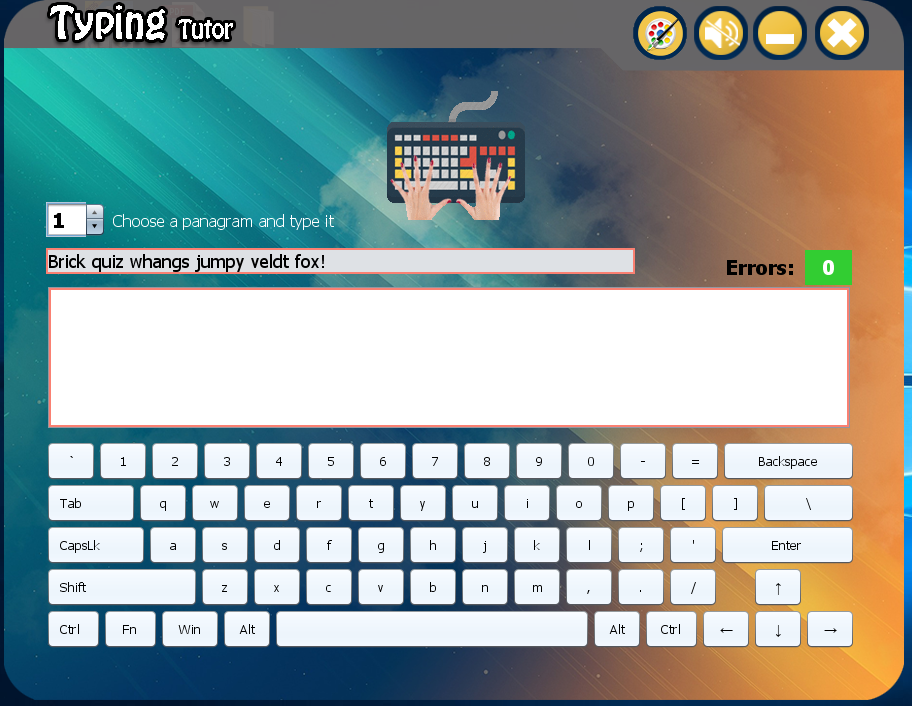 Typing Tutor
1 Choose a panagram and type it
Brick quiz whangs jumpy veldt fox!
Errors: 0
` 1 2 3 4 5 6 7 8 9 0 - = Backspace
Tab q w e r t y u i o p [ ] \
CapsLk a s d f g h j k l ; ' Enter
Shift z x c v b n m , . / ↑
Ctrl Fn Win Alt Alt Ctrl ← ↓ →